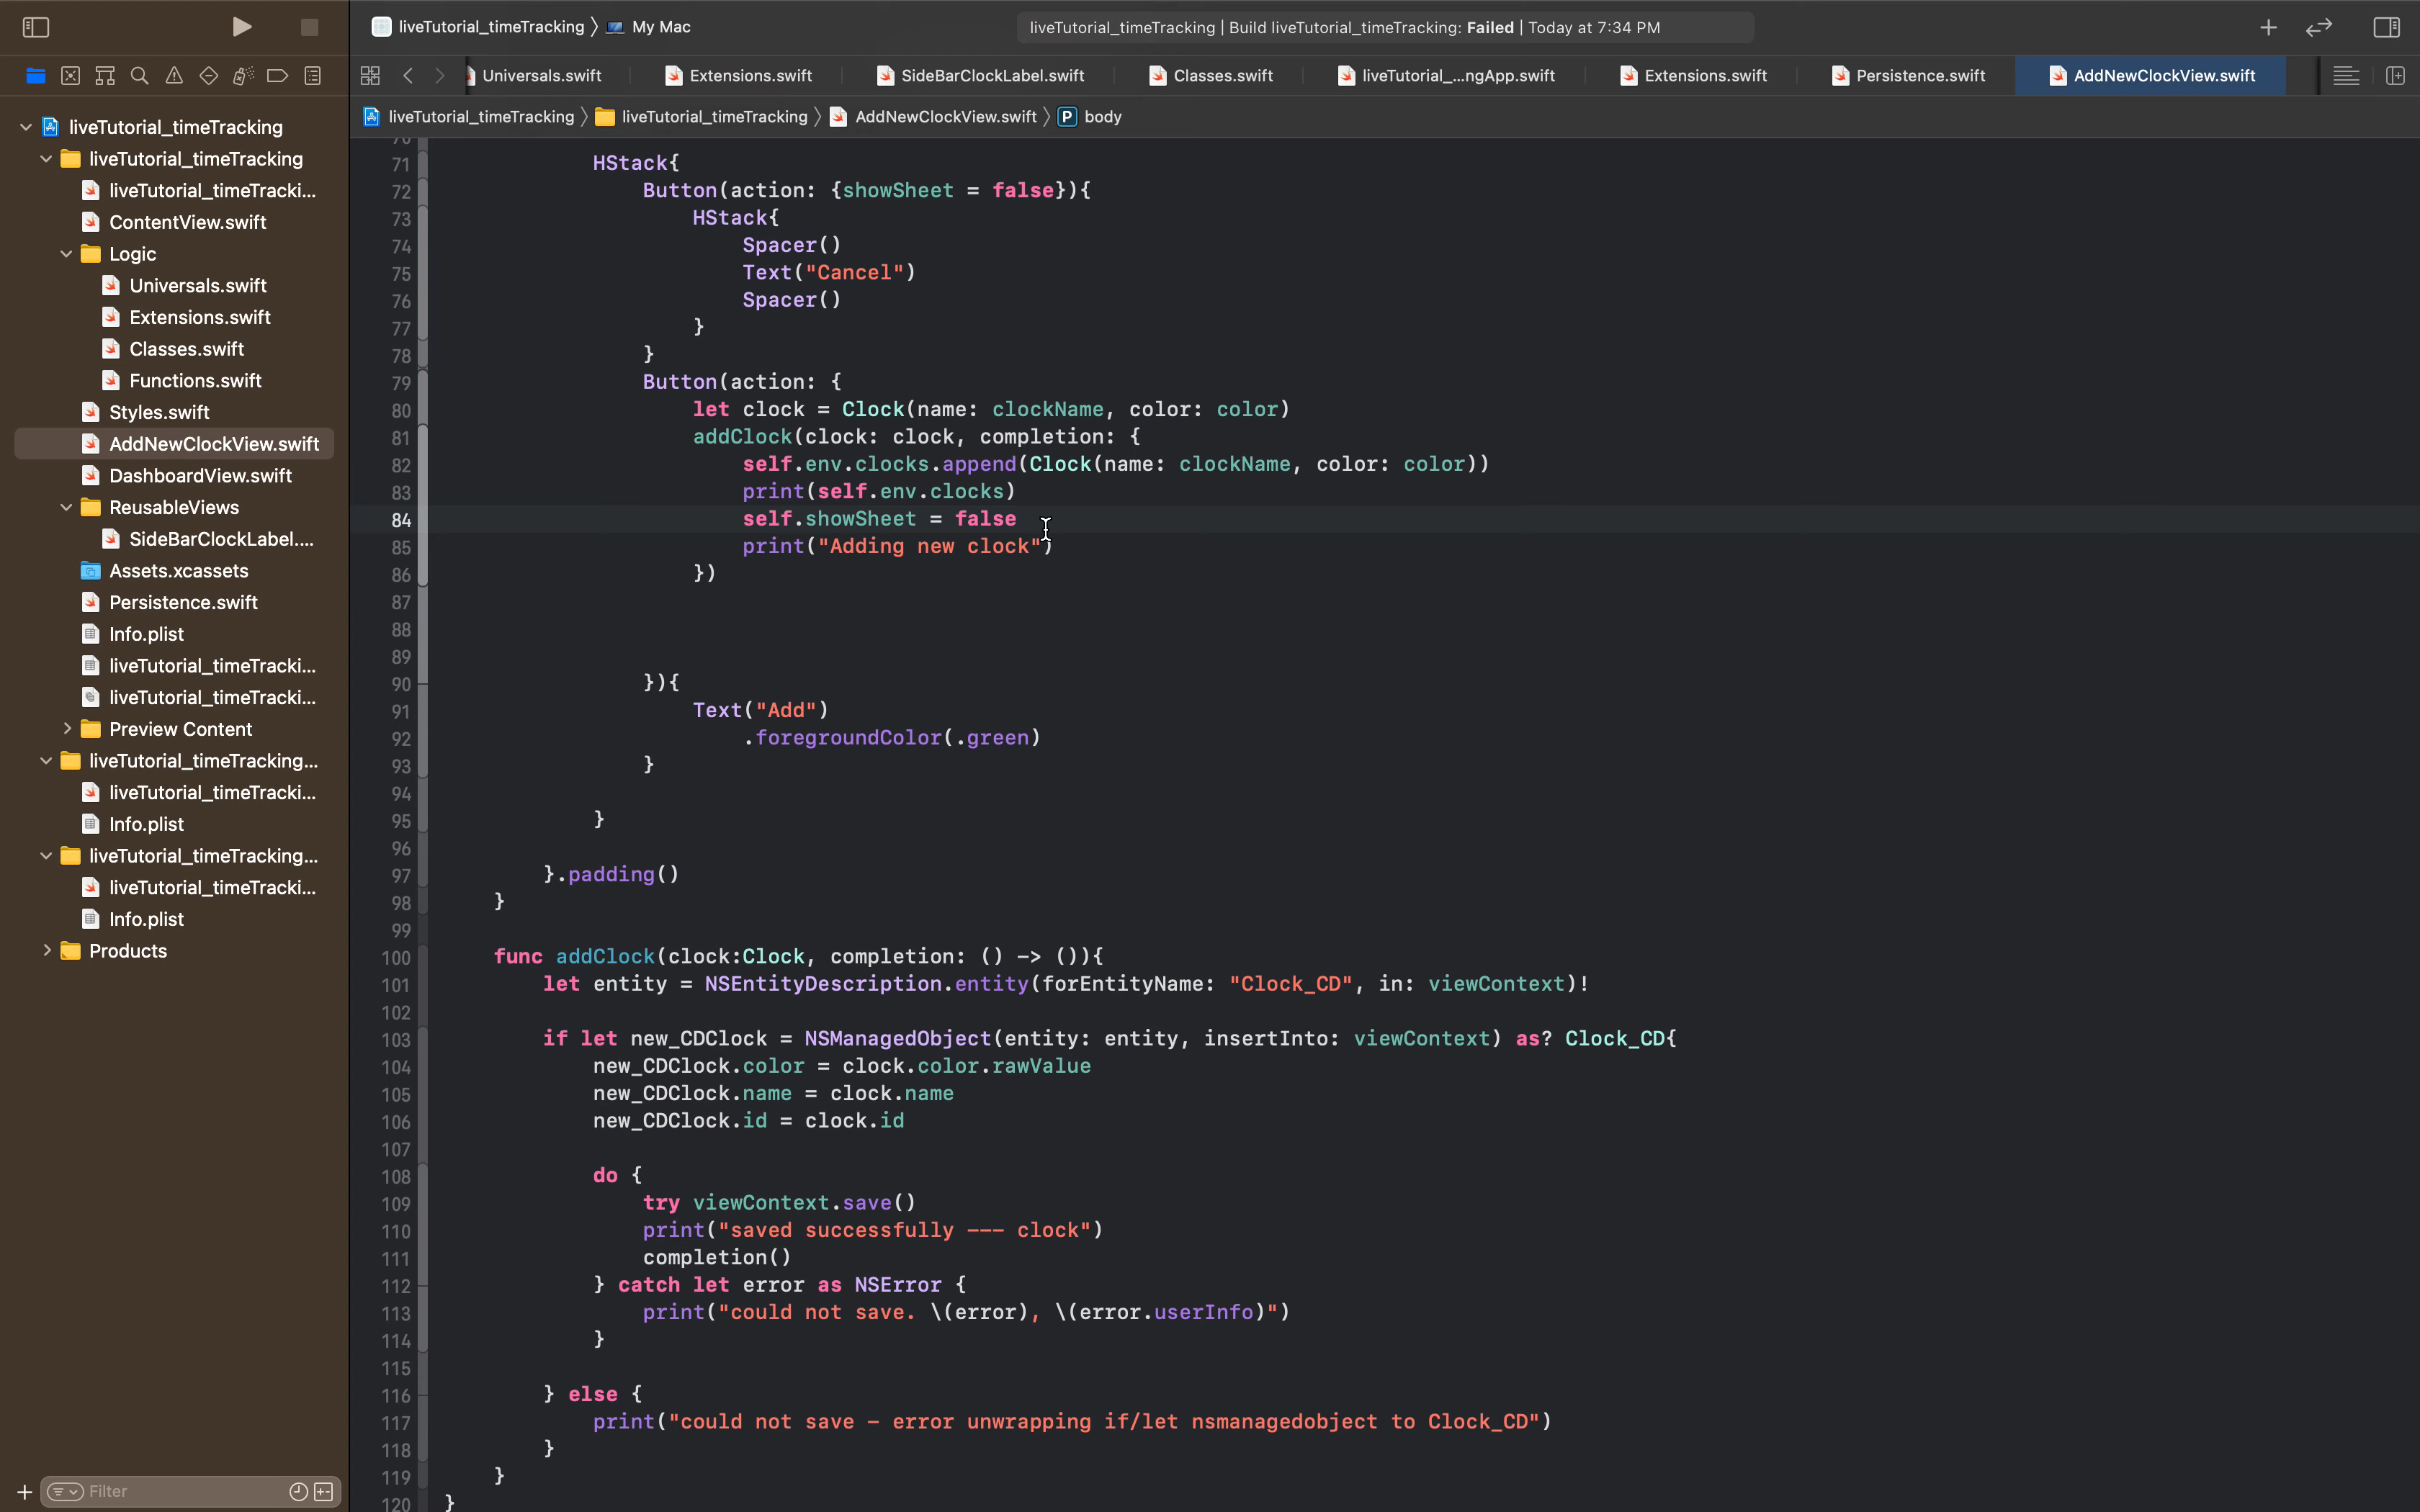 liveTutorial_timeTracking 〉 My Mac
liveTutorial_timeTracking | Build liveTutorial_timeTracking: Failed | Today at 7:34 PM
Universals.swift
Extensions.swift
SideBarClockLabel.swift
Classes.swift
liveTutorial_...ngApp.swift
Extensions.swift
Persistence.swift
AddNewClockView.swift
liveTutorial_timeTracking 〉 liveTutorial_timeTracking 〉 AddNewClockView.swift 〉 P body
liveTutorial_timeTracking
liveTutorial_timeTracking
liveTutorial_timeTracki...
ContentView.swift
Logic
Universals.swift
Extensions.swift
Classes.swift
Functions.swift
Styles.swift
AddNewClockView.swift
DashboardView.swift
ReusableViews
SideBarClockLabel....
Assets.xcassets
Persistence.swift
Info.plist
liveTutorial_timeTracki...
liveTutorial_timeTracki...
Preview Content
liveTutorial_timeTracking...
liveTutorial_timeTracki...
Info.plist
liveTutorial_timeTracking...
liveTutorial_timeTracki...
Info.plist
Products
Filter
71 HStack{
72 Button(action: {showSheet = false}){
73 HStack{
74 Spacer()
75 Text("Cancel")
76 Spacer()
77 }
78 }
79 Button(action: {
80 let clock = Clock(name: clockName, color: color)
81 addClock(clock: clock, completion: {
82 self.env.clocks.append(Clock(name: clockName, color: color))
83 print(self.env.clocks)
84 self.showSheet = false
85 print("Adding new clock")
86 })
87
88
89
90 }){
91 Text("Add")
92 .foregroundColor(.green)
93 }
94
95 }
96
97 }.padding()
98 }
99
100 func addClock(clock:Clock, completion: () -> ()){
101 let entity = NSEntityDescription.entity(forEntityName: "Clock_CD", in: viewContext)!
102
103 if let new_CDClock = NSManagedObject(entity: entity, insertInto: viewContext) as? Clock_CD{
104 new_CDClock.color = clock.color.rawValue
105 new_CDClock.name = clock.name
106 new_CDClock.id = clock.id
107
108 do {
109 try viewContext.save()
110 print("saved successfully --- clock")
111 completion()
112 } catch let error as NSError {
113 print("could not save. \(error), \(error.userInfo)")
114 }
115
116 } else {
117 print("could not save - error unwrapping if/let nsmanagedobject to Clock_CD")
118 }
119 }
120 }